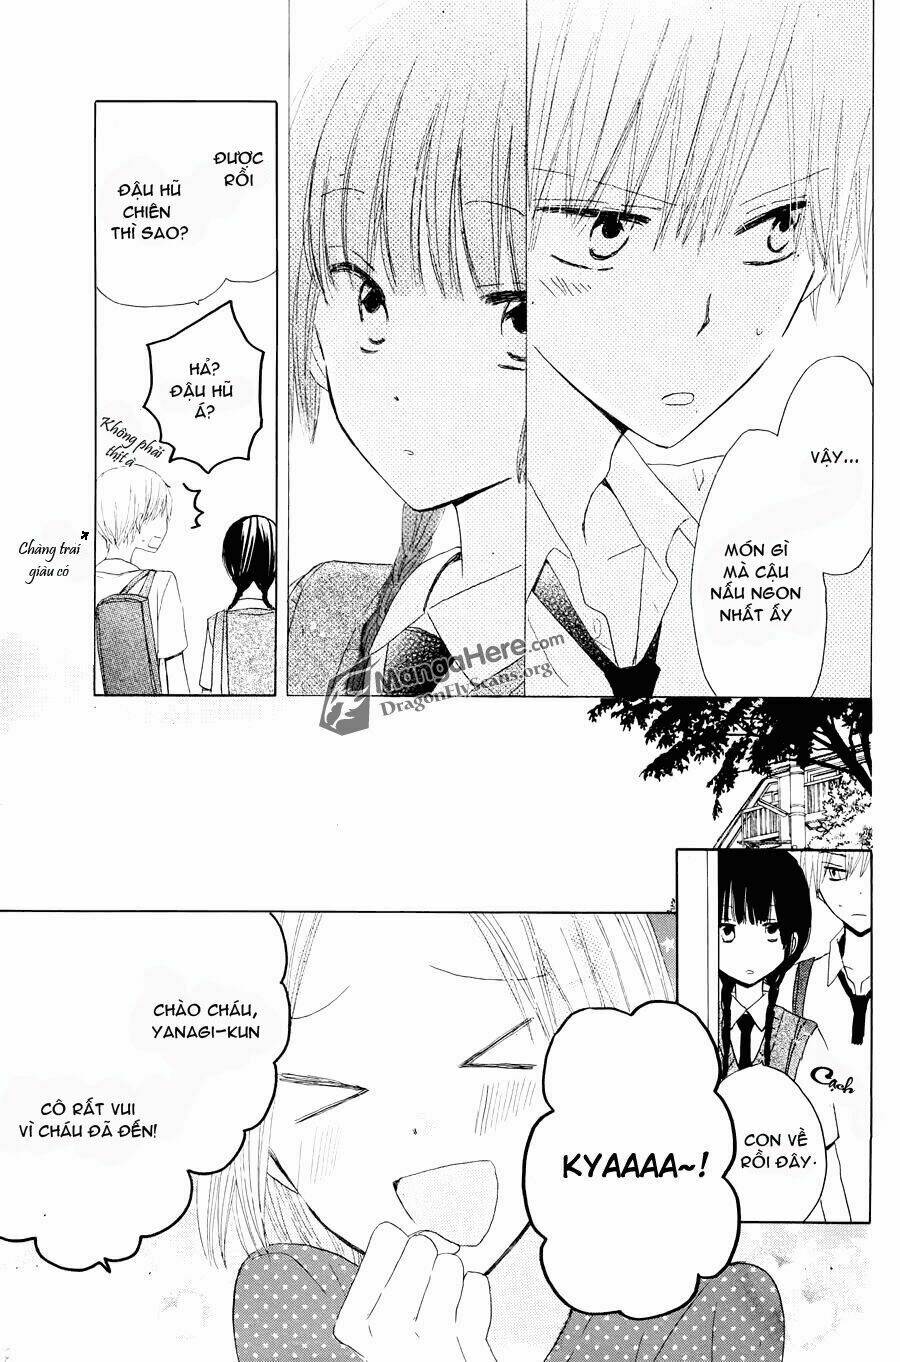 VẬY...
MÓN GÌ
MÀ CẬU
NẤU NGON
NHẤT ẤY
ĐƯỢC
RỒI
ĐẬU HŨ
CHIÊN
THÌ SAO?
HẢ?
ĐẬU HŨ
Á?
Không phải
thịt à
Chàng trai
giàu có
MangaHere.com
DragonFlyScans.org
Cạch
CON VỀ
RỒI ĐÂY.
KYAAAA~!
CHÀO CHÁU,
YANAGI-KUN
CÔ RẤT VUI
VÌ CHÁU ĐÃ ĐẾN!